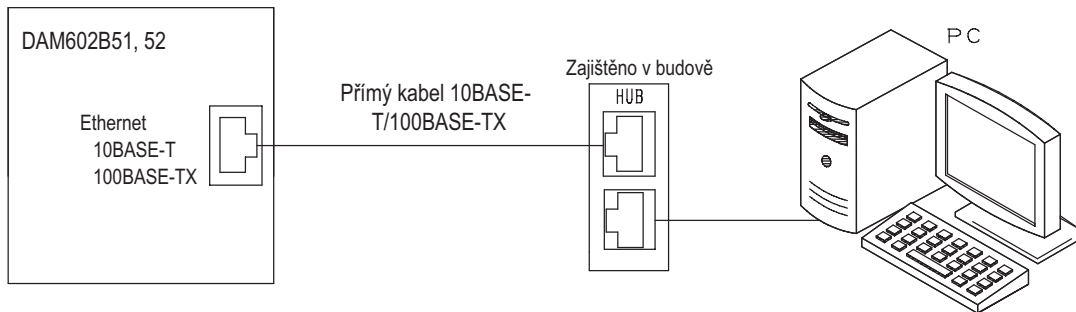 DAM602B51, 52
Ethernet
10BASE-T
100BASE-TX
Přímý kabel 10BASE-
T/100BASE-TX
Zajištěno v budově
HUB
PC